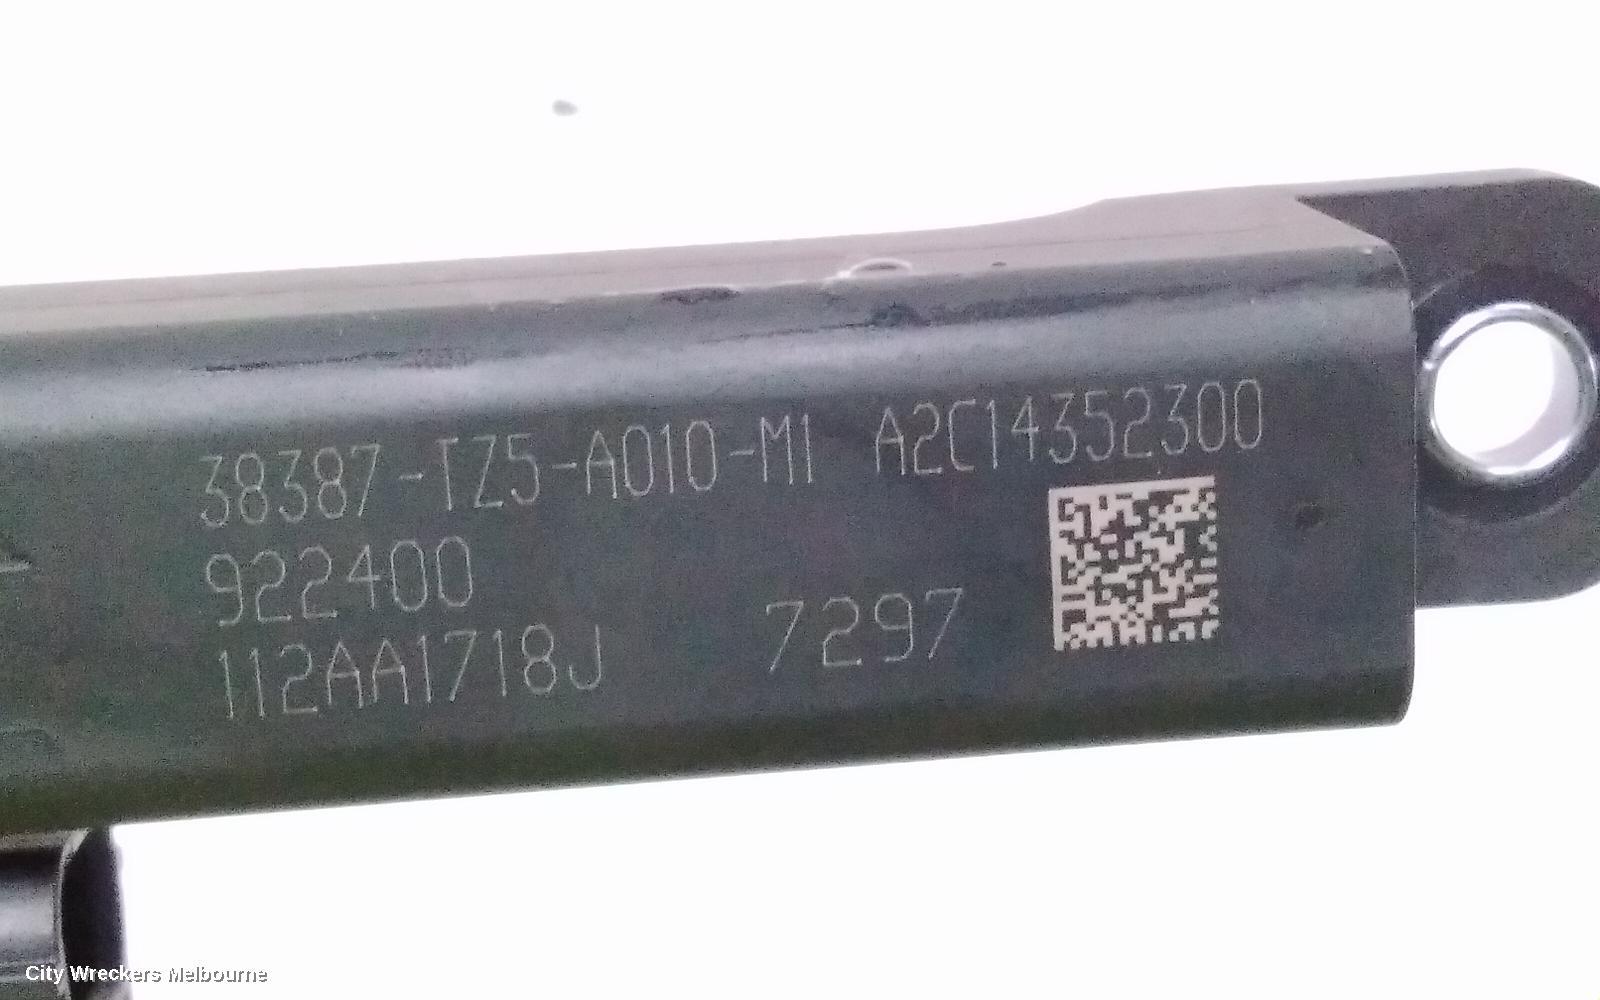 38387-TZ5-A010-M1 A2C14352300
922400
112AA1718J 7297
City Wreckers Melbourne